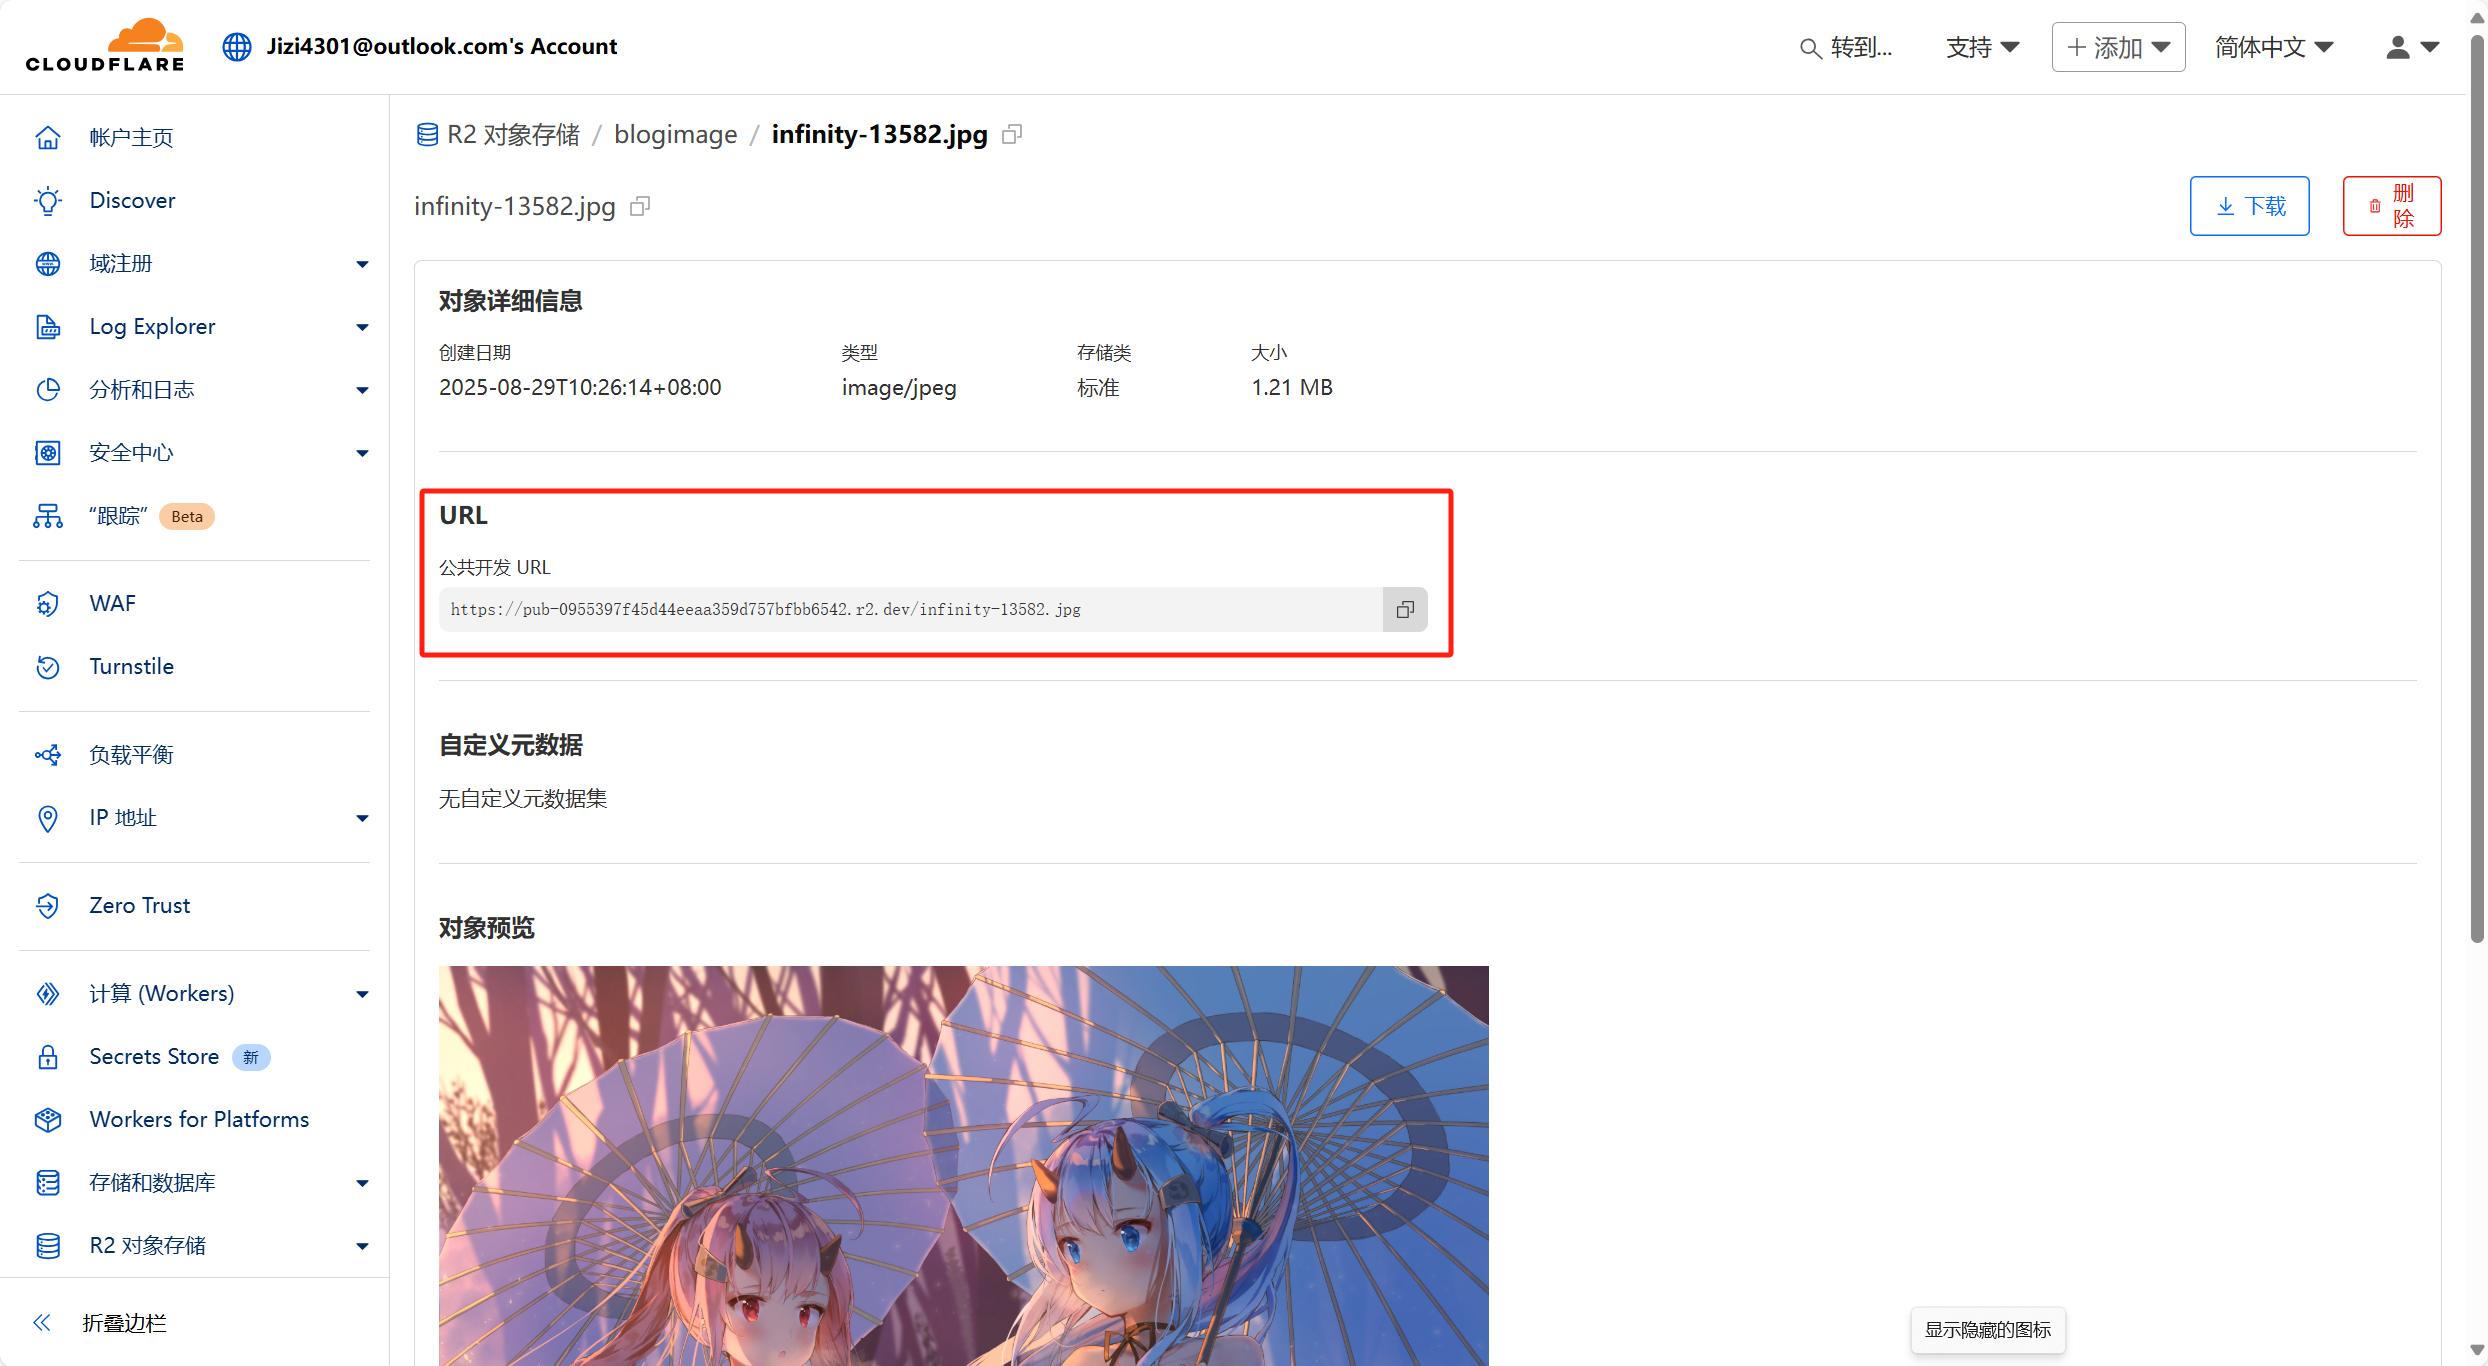 CLOUDFLARE
Jizi4301@outlook.com's Account
转到...
支持
添加
简体中文
帐户主页
Discover
域注册
Log Explorer
分析和日志
安全中心
“跟踪” Beta
WAF
Turnstile
负载平衡
IP 地址
Zero Trust
计算 (Workers)
Secrets Store 新
Workers for Platforms
存储和数据库
R2 对象存储
折叠边栏
R2 对象存储 / blogimage / infinity-13582.jpg
infinity-13582.jpg
下载
删
除
对象详细信息
创建日期 类型 存储类 大小
2025-08-29T10:26:14+08:00 image/jpeg 标准 1.21 MB
URL
公共开发 URL
https://pub-0955397f45d44eeaa359d757bfbb6542.r2.dev/infinity-13582.jpg
自定义元数据
无自定义元数据集
对象预览
显示隐藏的图标